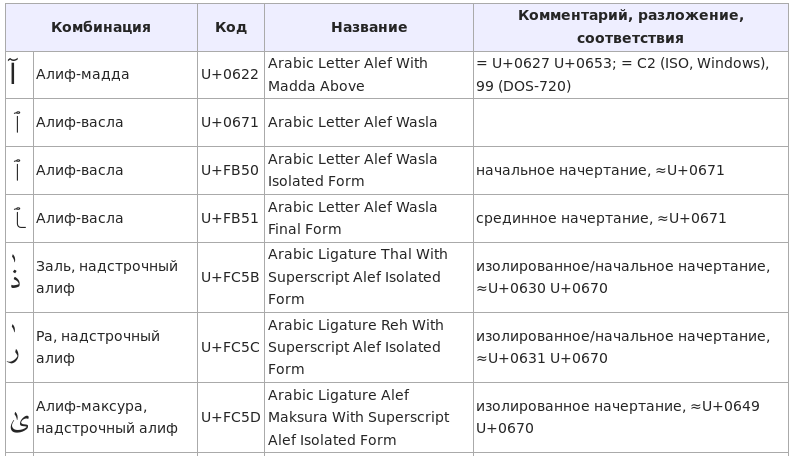 Комбинация Код Название Комментарий, разложение,
соответствия
آ Алиф-мадда U+0622 Arabic Letter Alef With
Madda Above = U+0627 U+0653; = C2 (ISO, Windows),
99 (DOS-720)
ٱ Алиф-васла U+0671 Arabic Letter Alef Wasla
ﭐ Алиф-васла U+FB50 Arabic Letter Alef Wasla
Isolated Form начальное начертание, ≈U+0671
ﭑ Алиф-васла U+FB51 Arabic Letter Alef Wasla
Final Form срединное начертание, ≈U+0671
ﱛ Заль, надстрочный
алиф U+FC5B Arabic Ligature Thal With
Superscript Alef Isolated
Form изолированное/начальное начертание,
≈U+0630 U+0670
ﱜ Ра, надстрочный
алиф U+FC5C Arabic Ligature Reh With
Superscript Alef Isolated
Form изолированное/начальное начертание,
≈U+0631 U+0670
ﱝ Алиф-максура,
надстрочный алиф U+FC5D Arabic Ligature Alef
Maksura With Superscript
Alef Isolated Form изолированное начертание, ≈U+0649
U+0670